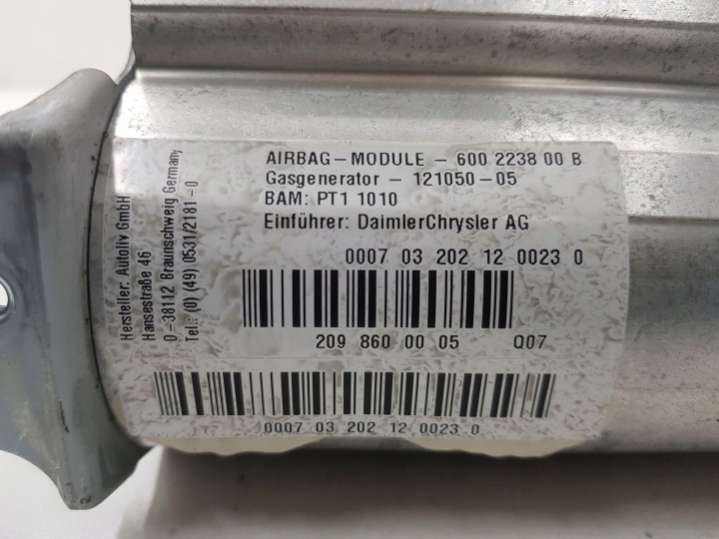 AIRBAG-MODULE - 600 2238 00 B
Gasgenerator - 121050-05
BAM: PT1 1010
Einführer: DaimlerChrysler AG
Hersteller: Autoliv GmbH
Hansestraße 46
0-38112 Braunschweig Germany
Tel.: (0) (49) 0531/2181-0
0007 03 202 12 0023 0
209 860 00 05 Q07
0007 03 202 12 0023 0